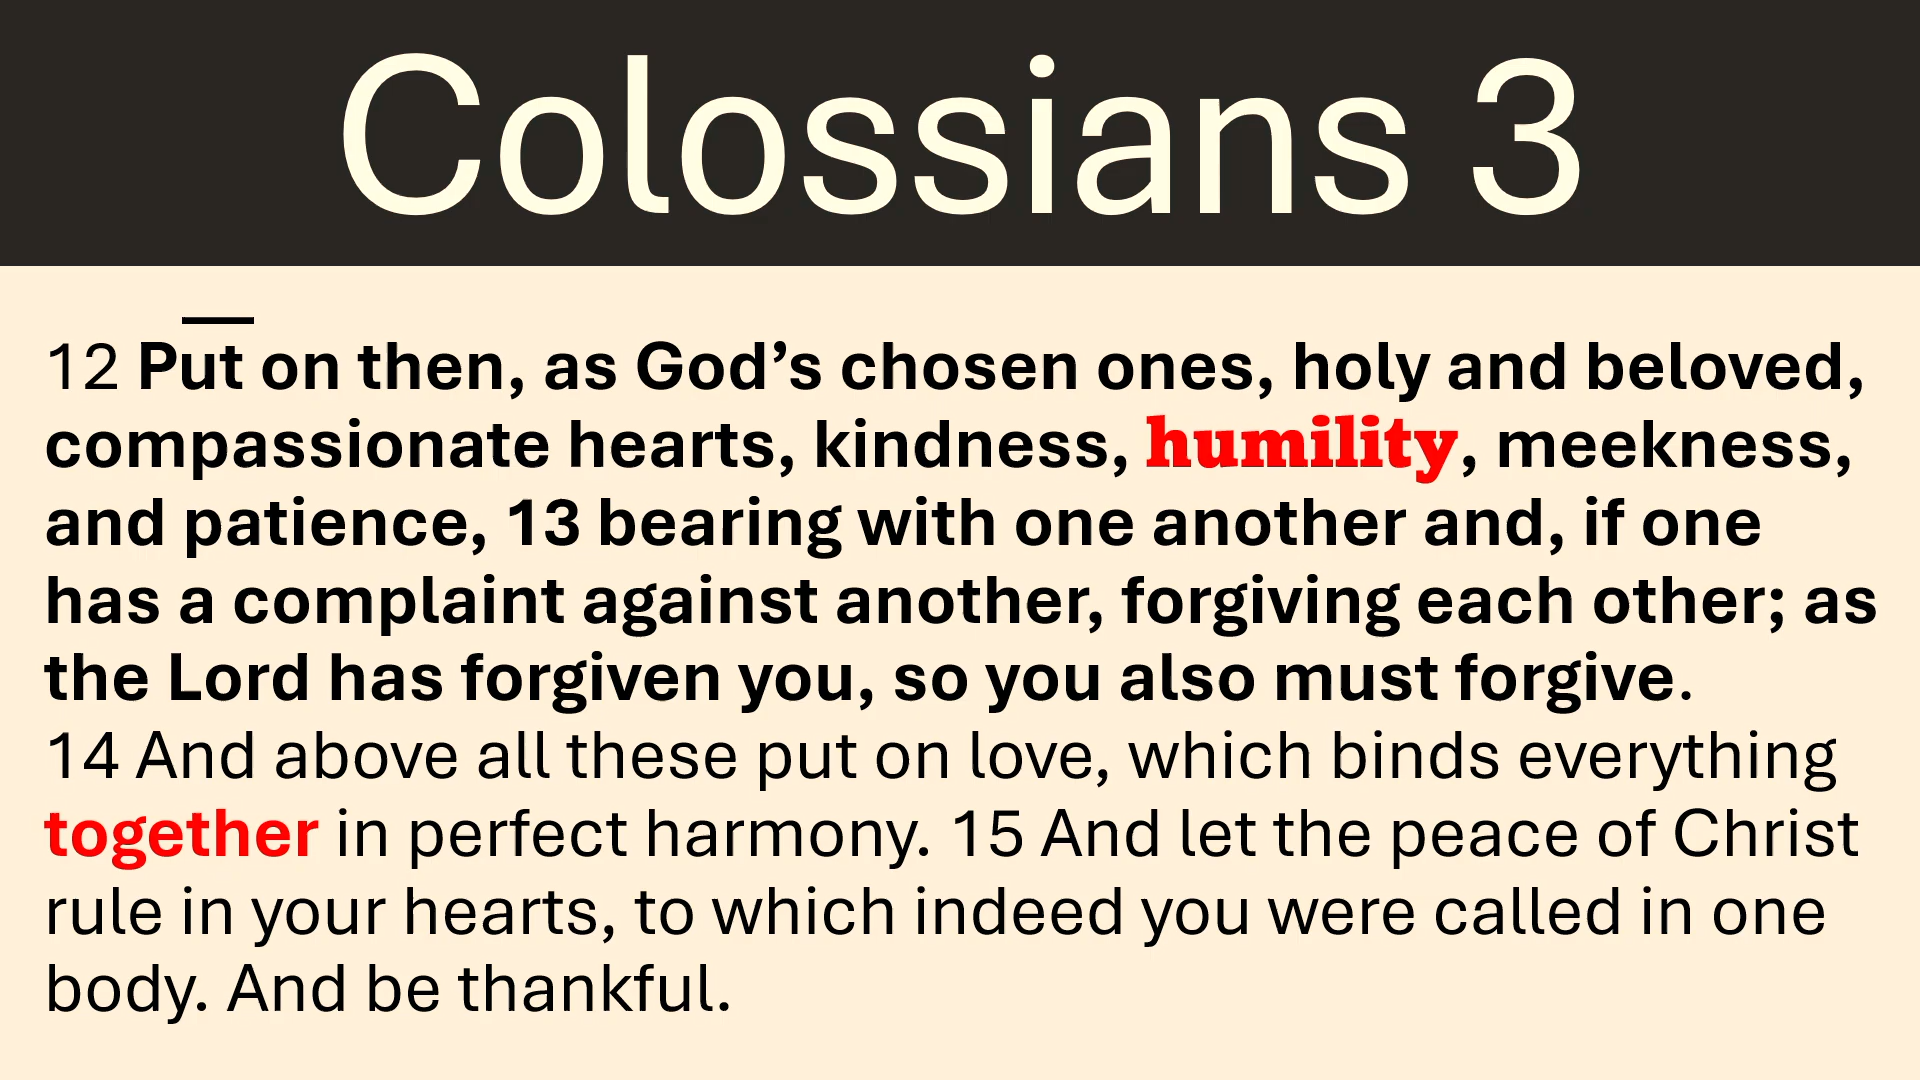 Colossians 3
12 Put on then, as God’s chosen ones, holy and beloved,
compassionate hearts, kindness, humility, meekness,
and patience, 13 bearing with one another and, if one
has a complaint against another, forgiving each other; as
the Lord has forgiven you, so you also must forgive.
14 And above all these put on love, which binds everything
together in perfect harmony. 15 And let the peace of Christ
rule in your hearts, to which indeed you were called in one
body. And be thankful.